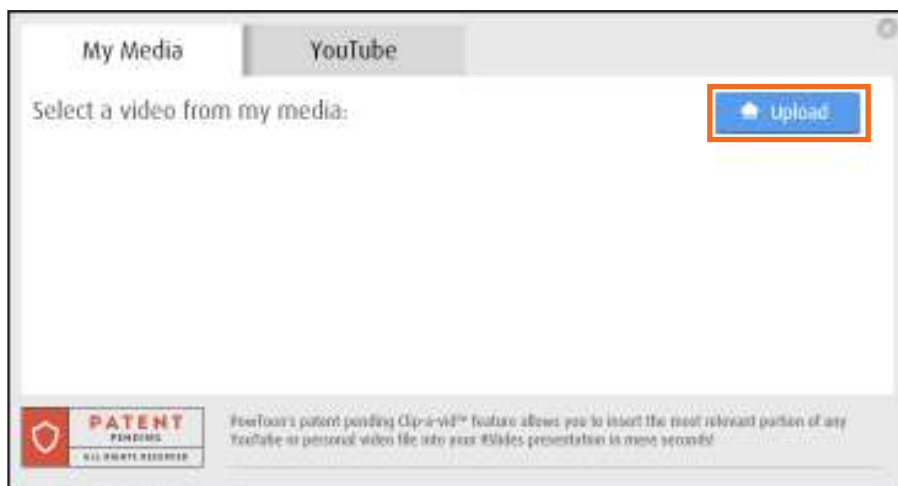 My Media
YouTube
Select a video from my media:
Upload
PATENT
PENDING
ALL RIGHTS RESERVED
PowToon's patent pending Clip-a-vid™ feature allows you to insert the most relevant portion of any
YouTube or personal video file into your #Slides presentation in mere seconds!